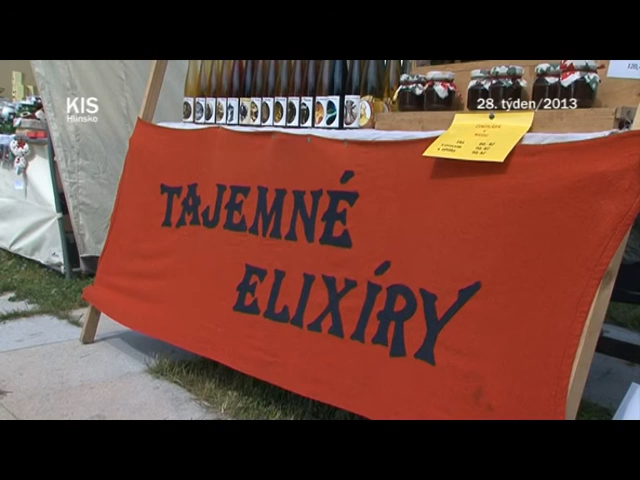 KIS
Hlinsko
28. týden/2013
TAJEMNÉ
ELIXÍRY